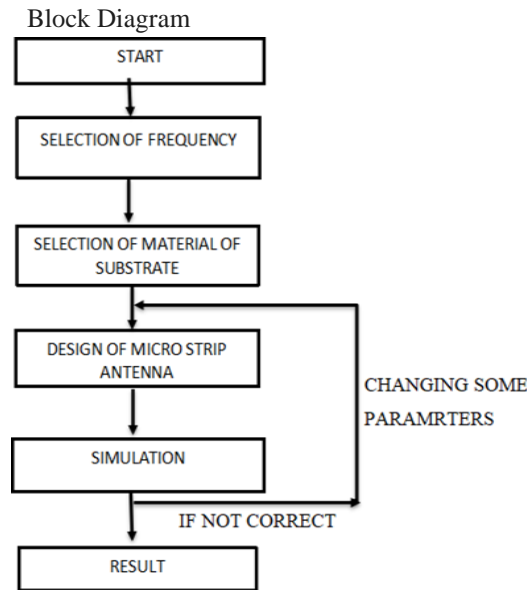 Block Diagram
START
SELECTION OF FREQUENCY
SELECTION OF MATERIAL OF
SUBSTRATE
DESIGN OF MICRO STRIP
ANTENNA
CHANGING SOME
PARAMRTERS
SIMULATION
IF NOT CORRECT
RESULT